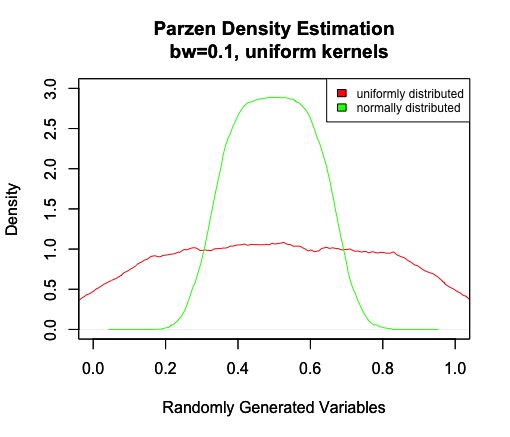 Parzen Density Estimation
bw=0.1, uniform kernels
uniformly distributed
normally distributed
Density
3.0
2.5
2.0
1.5
1.0
0.5
0.0
0.0 0.2 0.4 0.6 0.8 1.0
Randomly Generated Variables